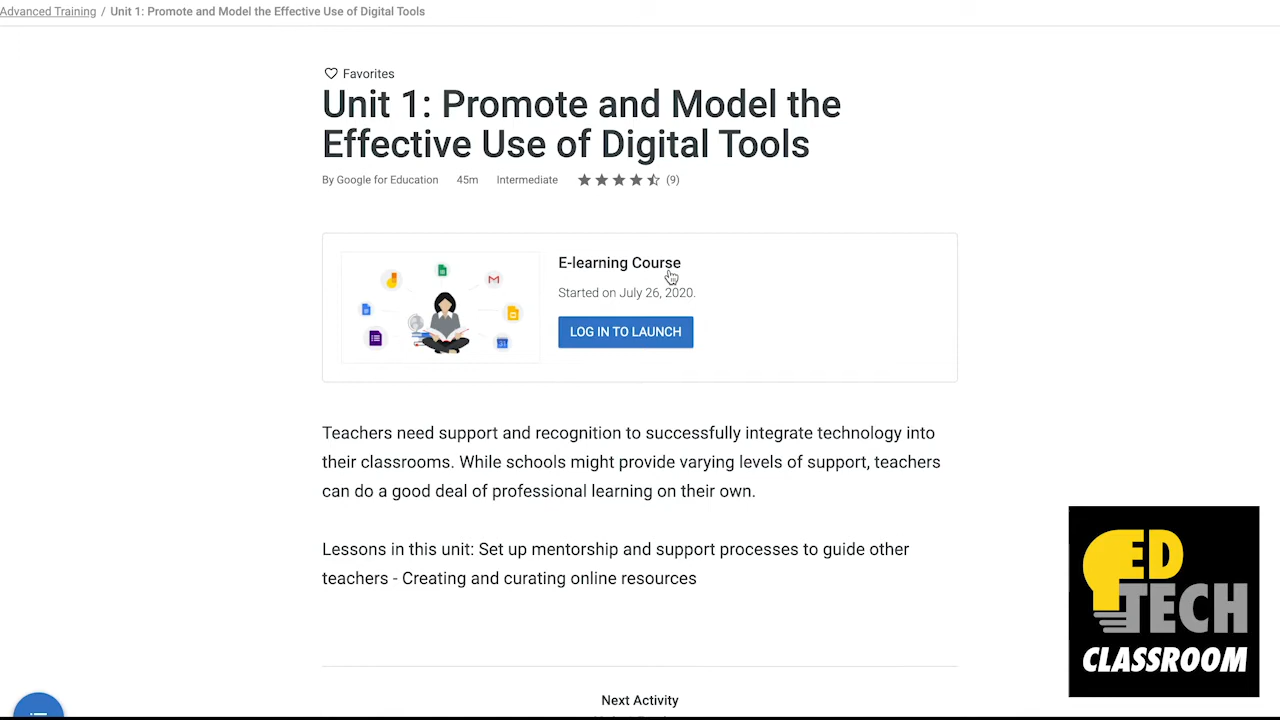 Advanced Training / Unit 1: Promote and Model the Effective Use of Digital Tools
Favorites
Unit 1: Promote and Model the
Effective Use of Digital Tools
By Google for Education 45m Intermediate (9)
E-learning Course
Started on July 26, 2020.
LOG IN TO LAUNCH
Teachers need support and recognition to successfully integrate technology into
their classrooms. While schools might provide varying levels of support, teachers
can do a good deal of professional learning on their own.
Lessons in this unit: Set up mentorship and support processes to guide other
teachers - Creating and curating online resources
ED
TECH
CLASSROOM
Next Activity